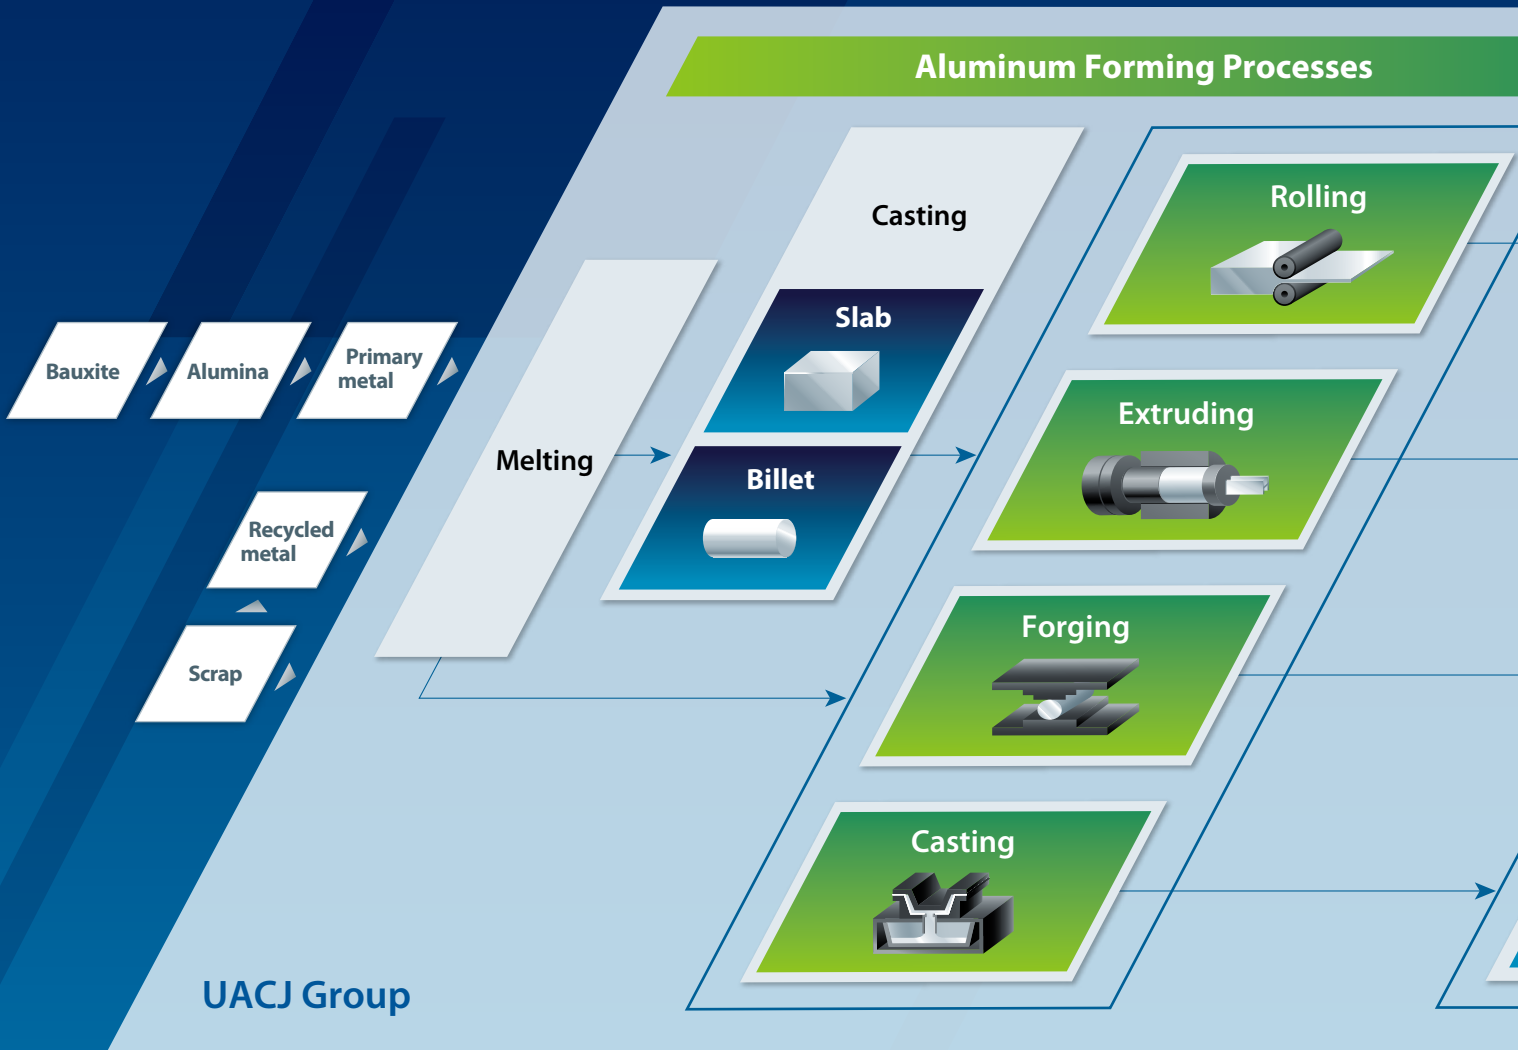 Aluminum Forming Processes
Bauxite
Alumina
Primary
metal
Recycled
metal
Scrap
Melting
Casting
Slab
Billet
Rolling
Extruding
Forging
Casting
UACJ Group